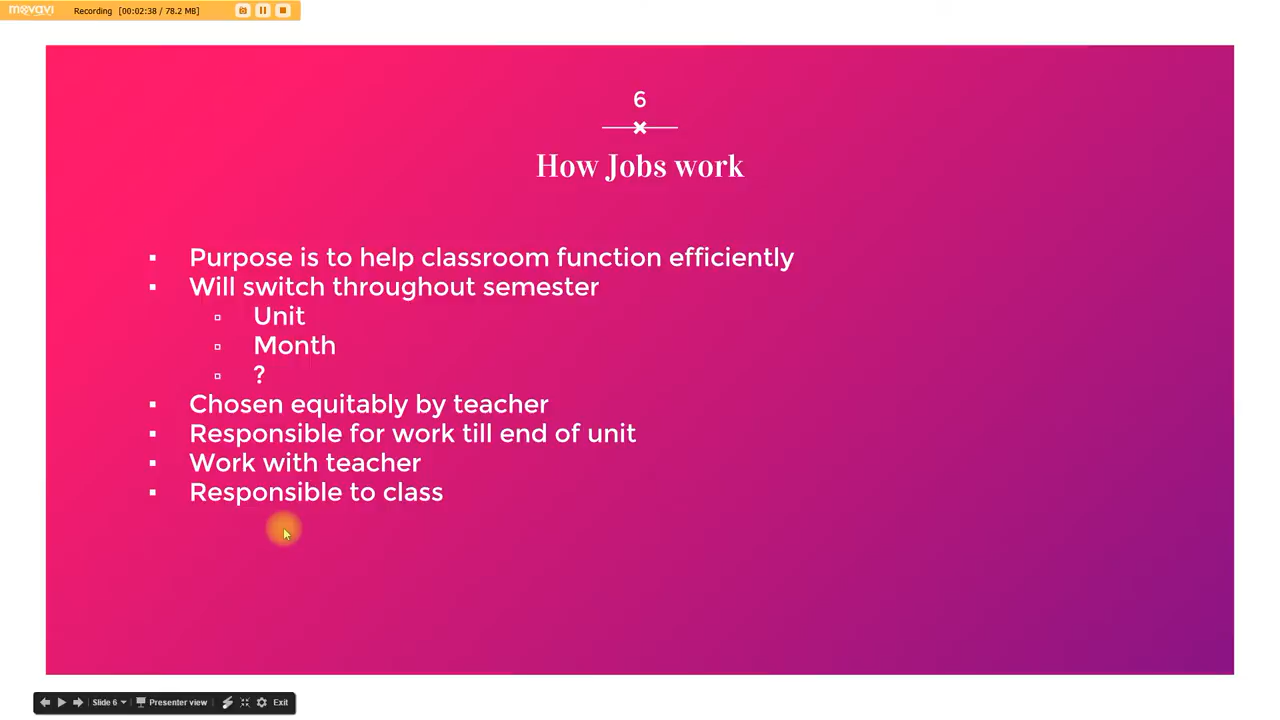 movavi Recording [00:02:38 / 78.2 MB]
6
How Jobs work
▪ Purpose is to help classroom function efficiently
▪ Will switch throughout semester
▫ Unit
▫ Month
▫ ?
▪ Chosen equitably by teacher
▪ Responsible for work till end of unit
▪ Work with teacher
▪ Responsible to class
Slide 6 Presenter view Exit